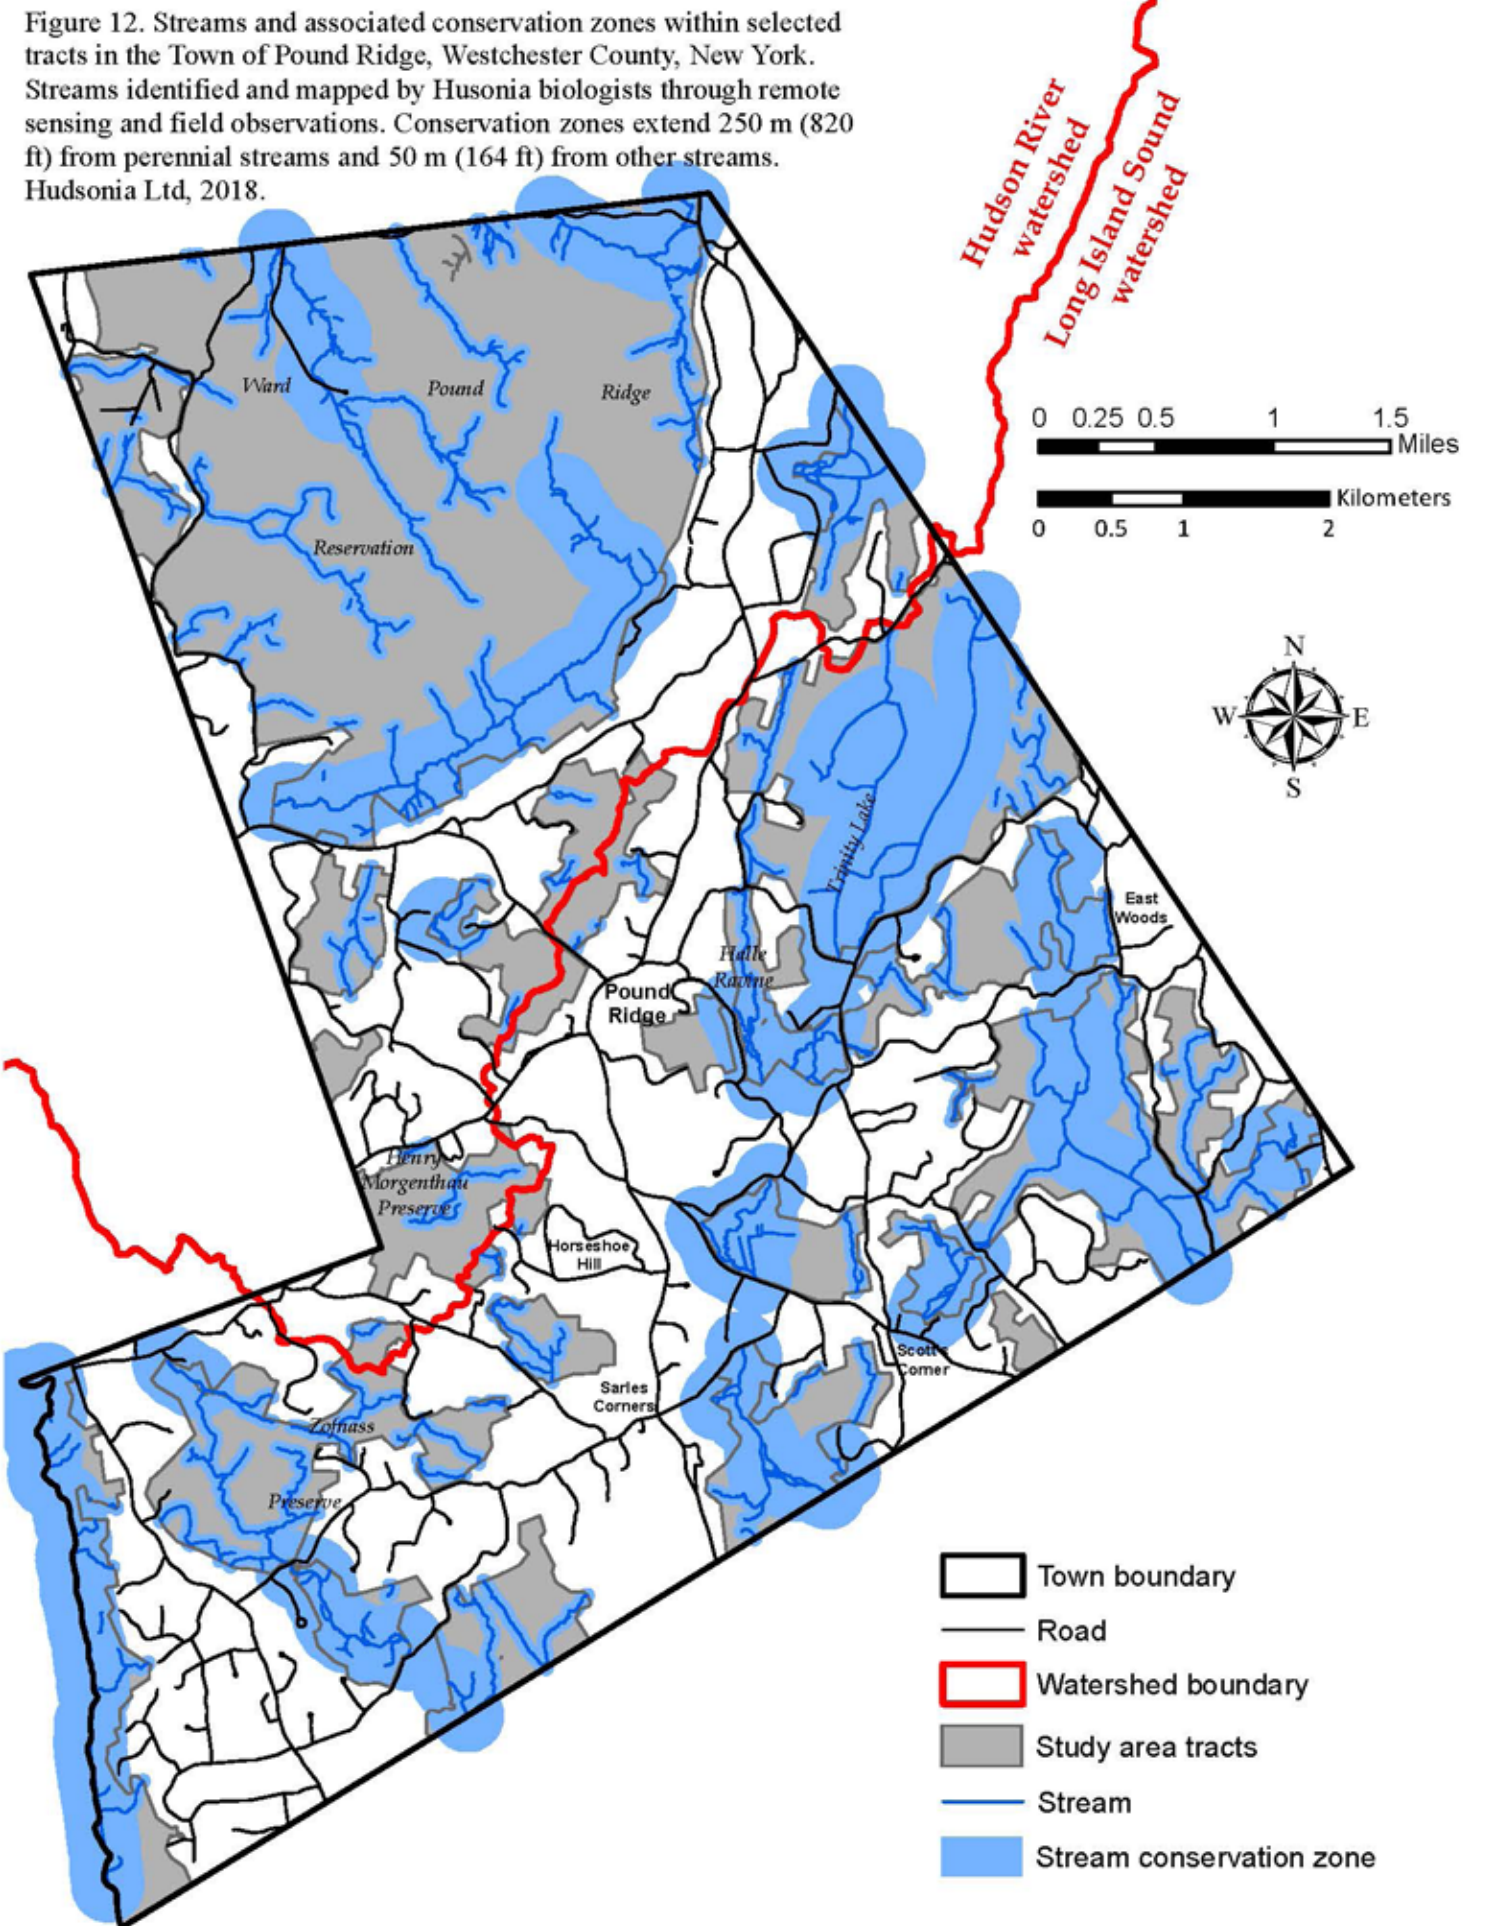 Figure 12. Streams and associated conservation zones within selected
tracts in the Town of Pound Ridge, Westchester County, New York.
Streams identified and mapped by Husonia biologists through remote
sensing and field observations. Conservation zones extend 250 m (820
ft) from perennial streams and 50 m (164 ft) from other streams.
Hudsonia Ltd, 2018.
Hudson River
watershed
Long Island Sound
watershed
0 0.25 0.5 1 1.5
Miles
Kilometers
0 0.5 1 2
Ward Pound Ridge
Reservation
N
W E
S
Trinity Lake
East
Woods
Halle
Ravine
Pound
Ridge
Henry
Morgenthau
Preserve
Horseshoe
Hill
Scott's
Corner
Sarles
Corners
Zofnass
Preserve
Town boundary
Road
Watershed boundary
Study area tracts
Stream
Stream conservation zone